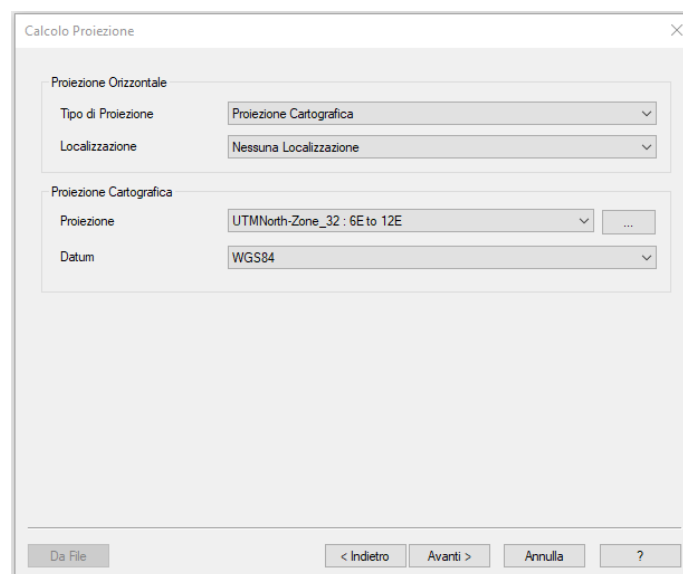 Calcolo Proiezione
Proiezione Orizzontale
Tipo di Proiezione Proiezione Cartografica
Localizzazione Nessuna Localizzazione
Proiezione Cartografica
Proiezione UTMNorth-Zone_32 : 6E to 12E ...
Datum WGS84
Da File < Indietro Avanti > Annulla ?